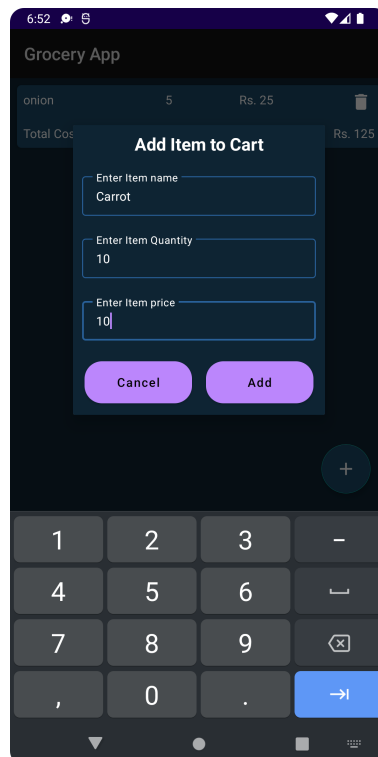 6:52
Grocery App
onion 5 Rs. 25
Total Cos Rs. 125
Add Item to Cart
Enter Item name
Carrot
Enter Item Quantity
10
Enter Item price
10
Cancel Add
+
1 2 3 -
4 5 6
7 8 9
, 0 .